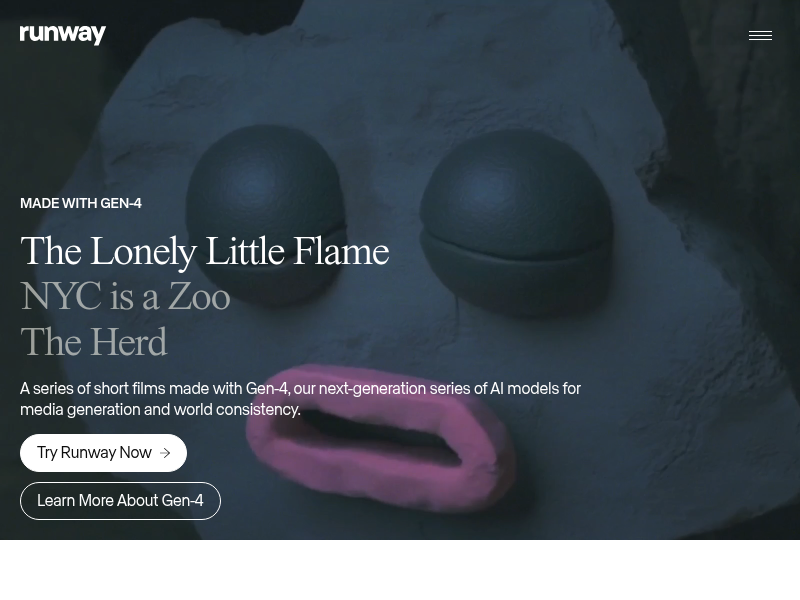 runway
MADE WITH GEN-4
The Lonely Little Flame
NYC is a Zoo
The Herd
A series of short films made with Gen-4, our next-generation series of AI models for
media generation and world consistency.
Try Runway Now
Learn More About Gen-4